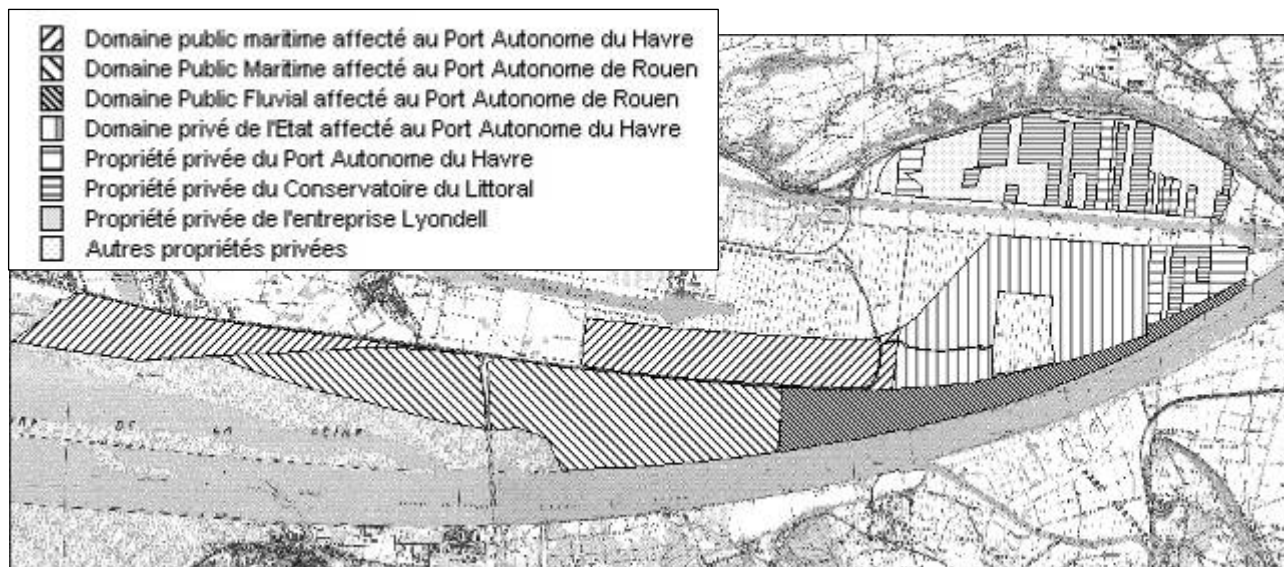 Domaine public maritime affecté au Port Autonome du Havre
Domaine Public Maritime affecté au Port Autonome de Rouen
Domaine Public Fluvial affecté au Port Autonome de Rouen
Domaine privé de l'Etat affecté au Port Autonome du Havre
Propriété privée du Port Autonome du Havre
Propriété privée du Conservatoire du Littoral
Propriété privée de l'entreprise Lyondell
Autres propriétés privées
DE LA SEINE